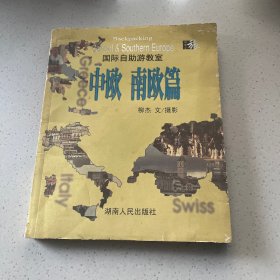 Backpacking
& Southern Europe
国际自助游教室
中欧 南欧篇
柳杰 文/摄影
Greece
Italy
Swiss
湖南人民出版社